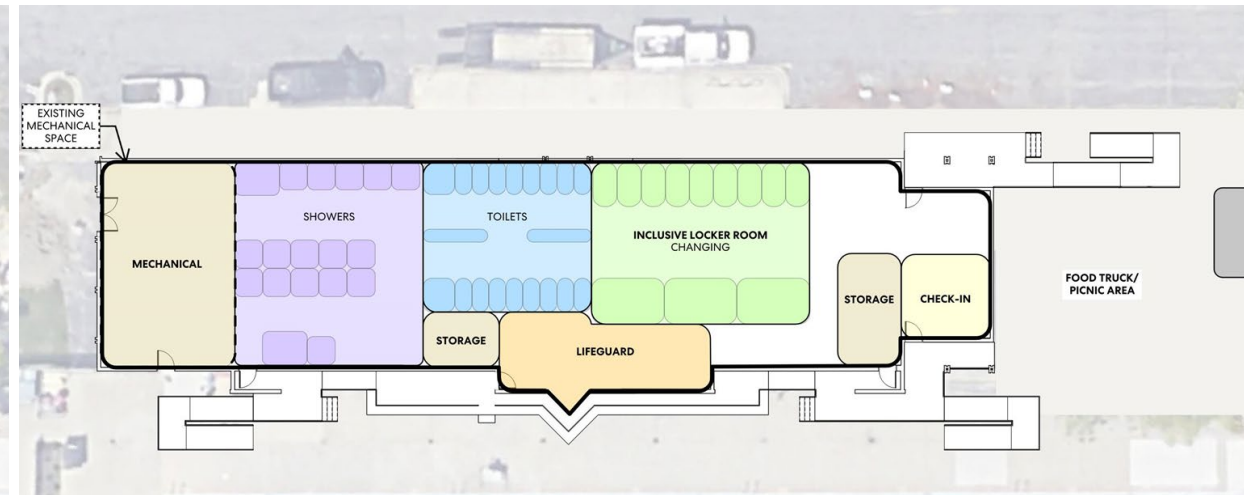 EXISTING
MECHANICAL
SPACE
MECHANICAL
SHOWERS
TOILETS
INCLUSIVE LOCKER ROOM
CHANGING
STORAGE
LIFEGUARD
STORAGE
CHECK-IN
FOOD TRUCK/
PICNIC AREA